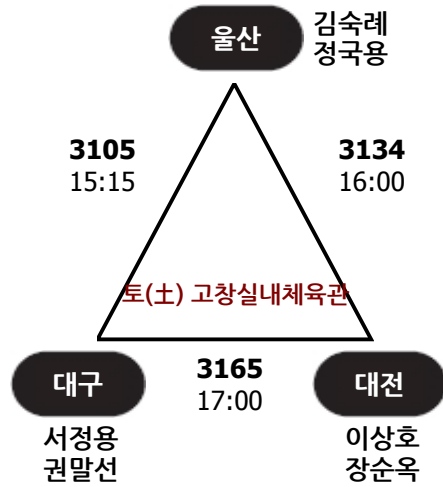 울산
김숙례
정국용
3105
15:15
3134
16:00
토(土) 고창실내체육관
대구
3165
17:00
대전
서정용
권말선
이상호
장순옥